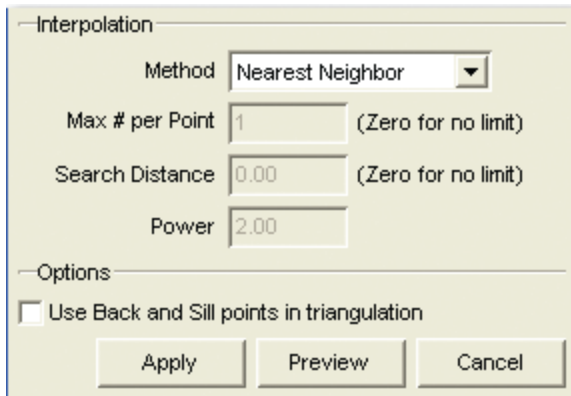 Interpolation
Method Nearest Neighbor
Max # per Point 1 (Zero for no limit)
Search Distance 0.00 (Zero for no limit)
Power 2.00
Options
Use Back and Sill points in triangulation
Apply Preview Cancel